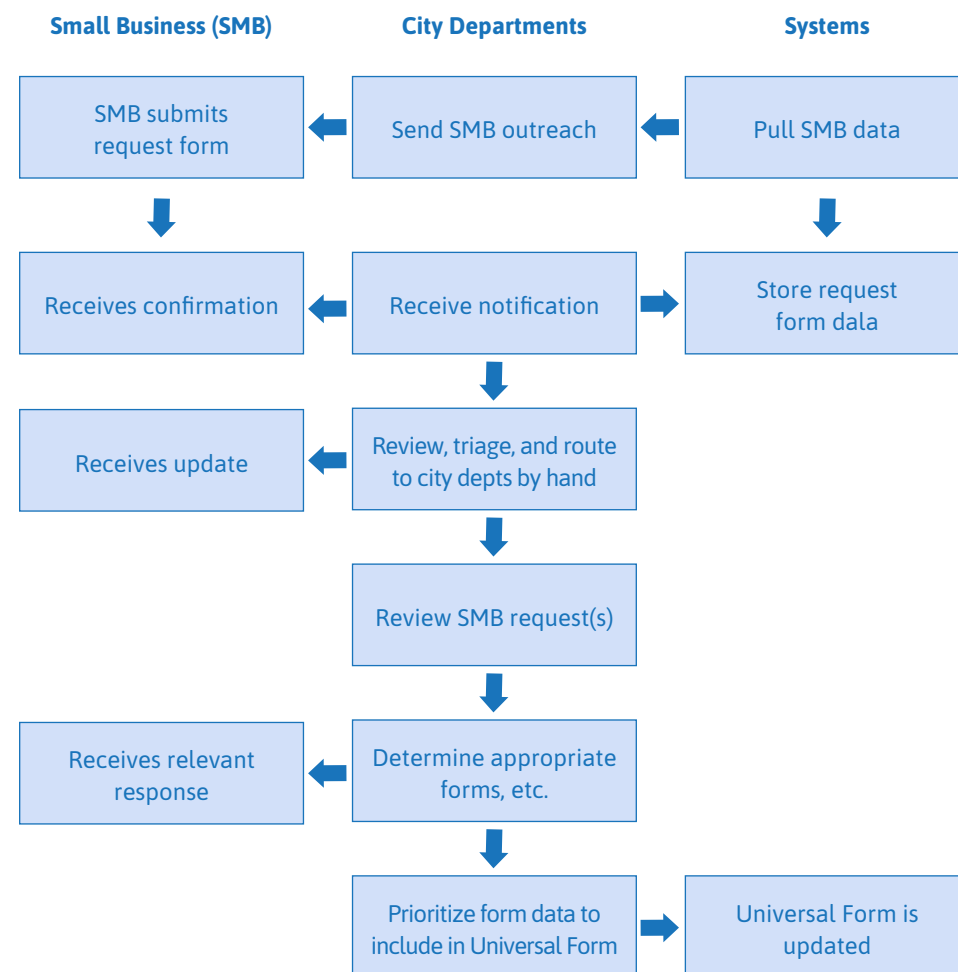 Small Business (SMB)
City Departments
Systems
SMB submits
request form
Send SMB outreach
Pull SMB data
Receives confirmation
Receive notification
Store request
form dala
Receives update
Review, triage, and route
to city depts by hand
Review SMB request(s)
Receives relevant
response
Determine appropriate
forms, etc.
Prioritize form data to
include in Universal Form
Universal Form is
updated